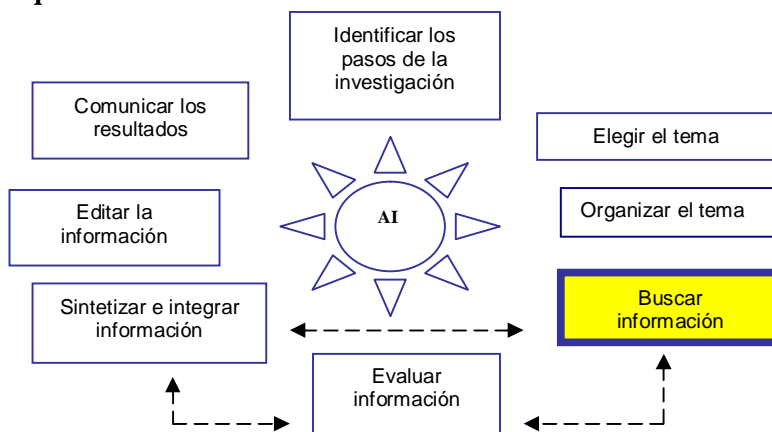 Identificar los
pasos de la
investigación
Comunicar los
resultados
Elegir el tema
AI
Editar la
información
Organizar el tema
Sintetizar e integrar
información
Buscar
información
Evaluar
información